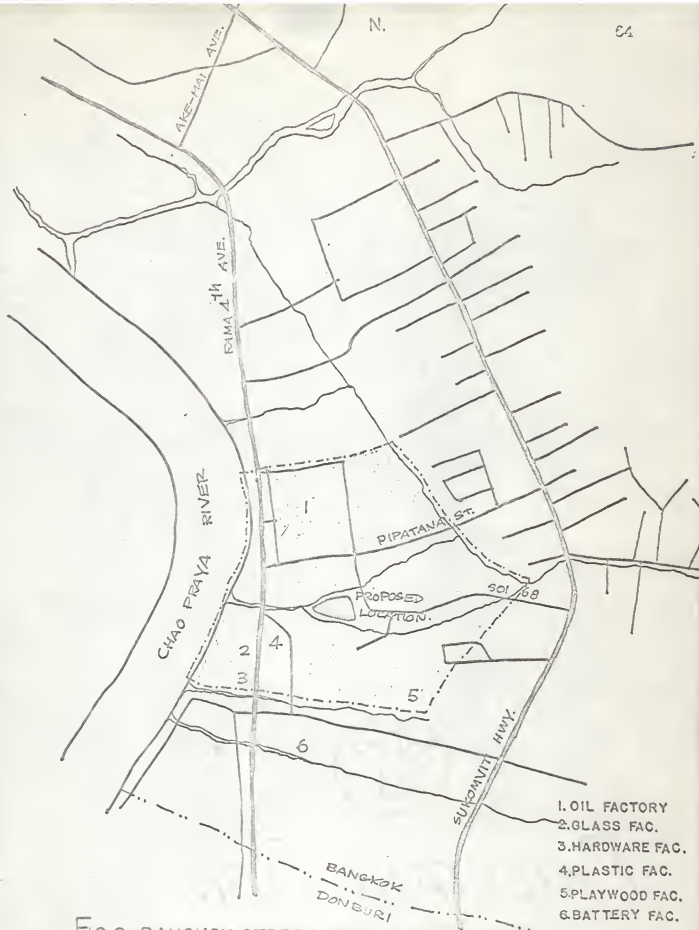 N.
64
AKE-MAI AVE.
RAMA 4TH AVE.
CHAO PRAYA RIVER
1
PIPATANA ST.
SOI 68
PROPOSED
LOCATION.
2
4
3
5
6
SUKOMVIT HWY.
BANGKOK
DONBURI
1. OIL FACTORY
2. GLASS FAC.
3. HARDWARE FAC.
4, PLASTIC FAC.
5. PLAYWOOD FAC.
6. BATTERY FAC.